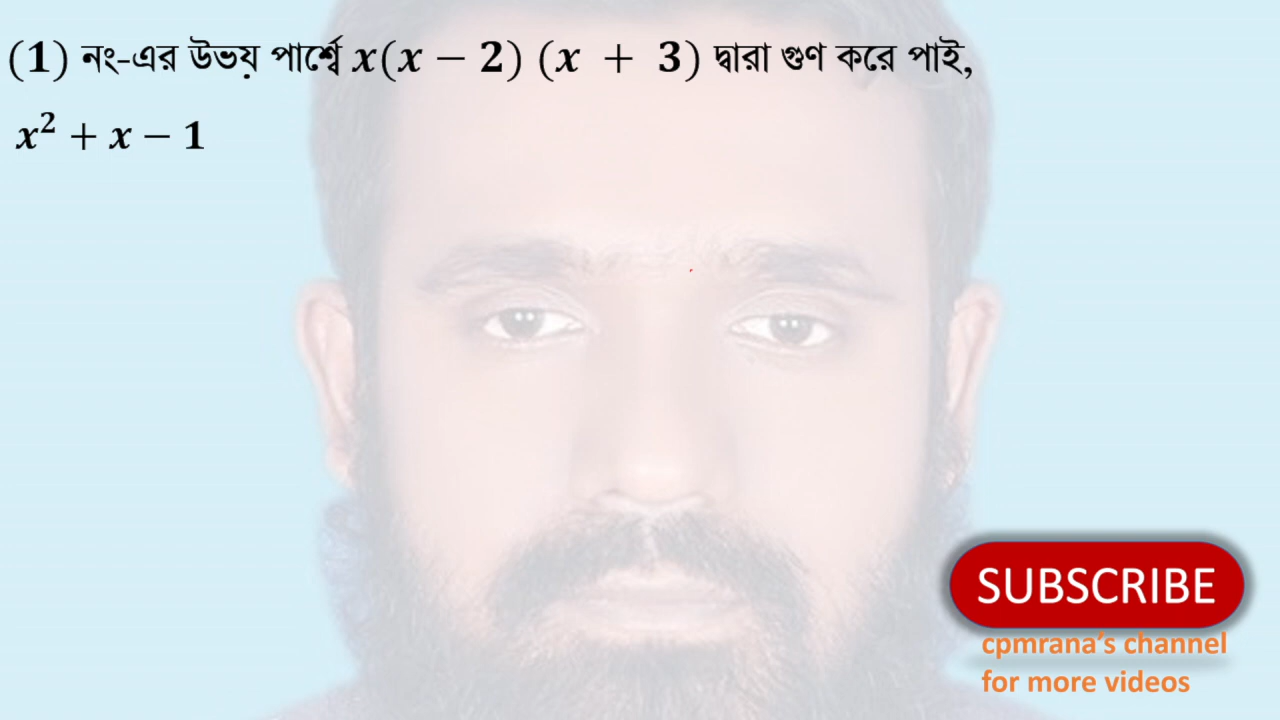 (1) নং-এর উভয় পার্শ্বে x(x − 2) (x + 3) দ্বারা গুণ করে পাই,
x² + x − 1
SUBSCRIBE
cpmrana’s channel
for more videos